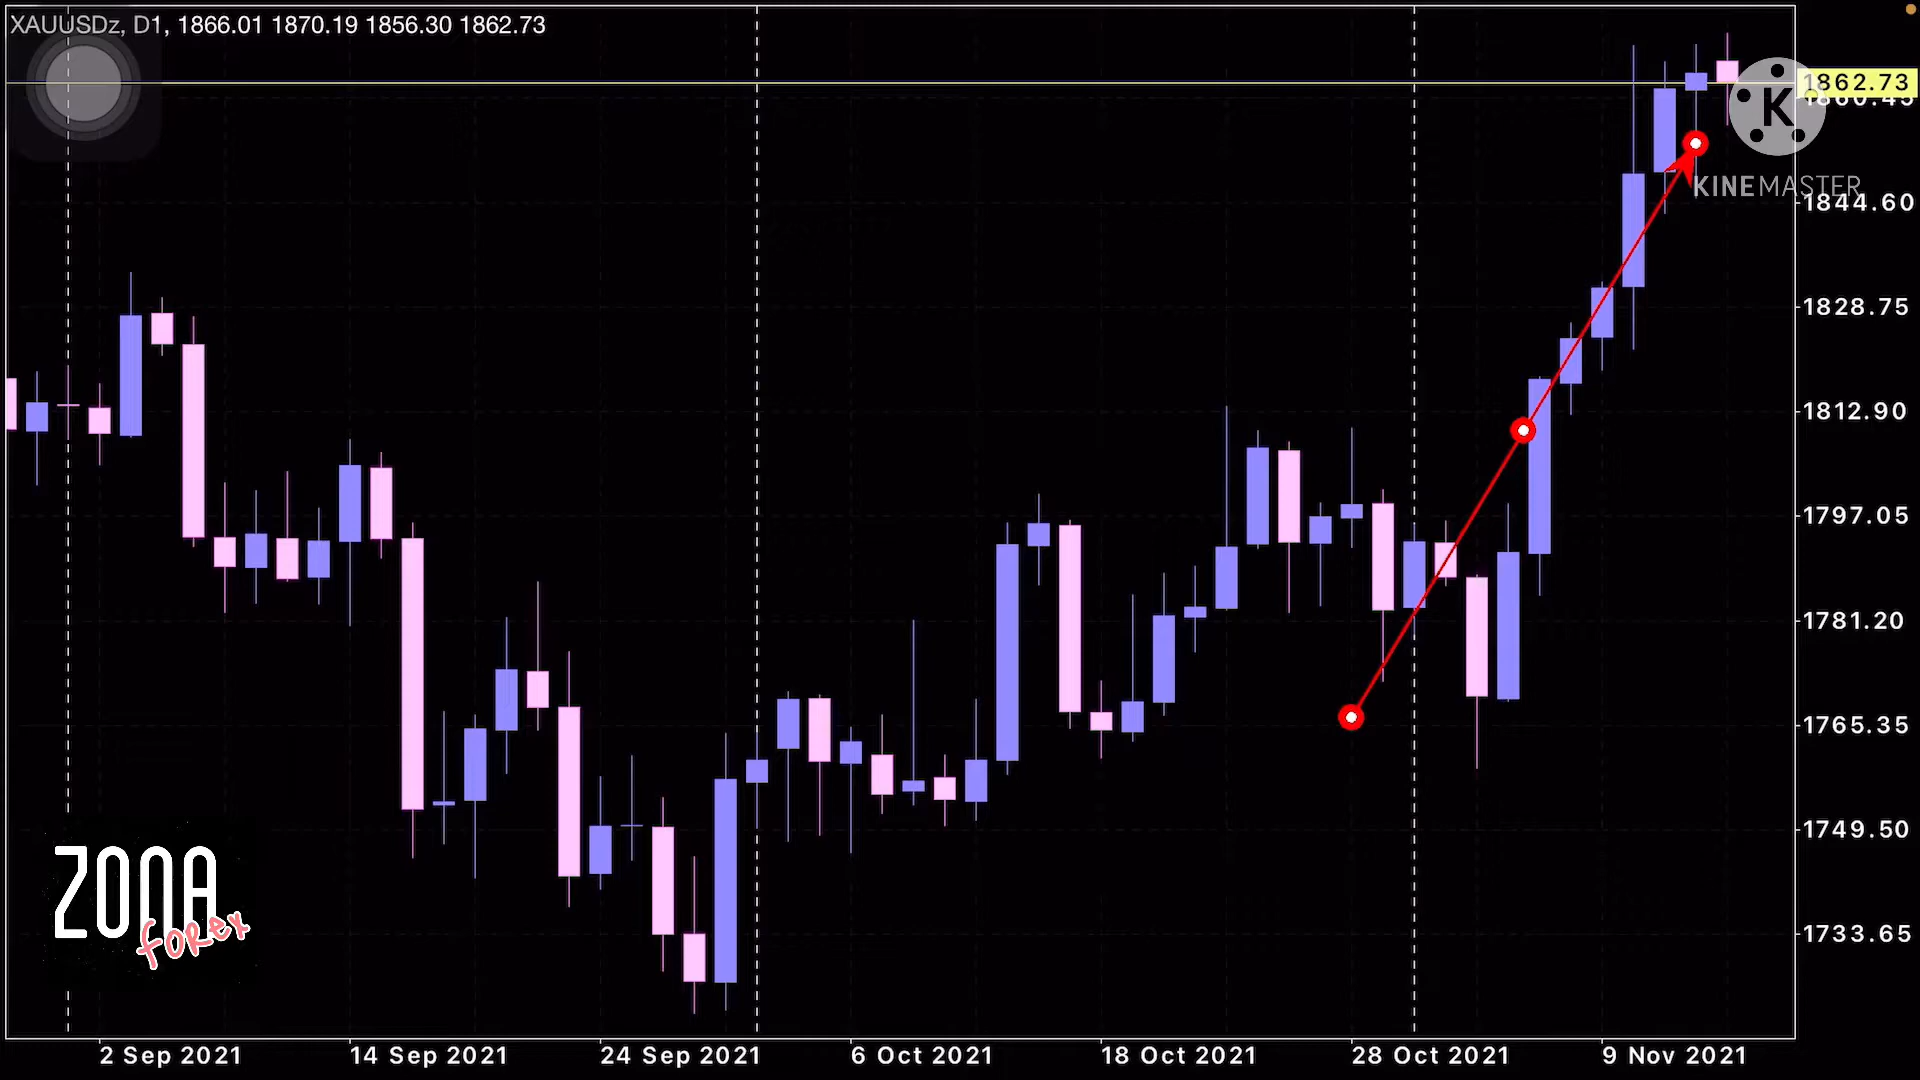 XAUUSDz, D1, 1866.01 1870.19 1856.30 1862.73
1862.73
1860.45
K
KINEMASTER
1844.60
1828.75
1812.90
1797.05
1781.20
1765.35
1749.50
1733.65
ZONA
forex
2 Sep 2021 14 Sep 2021 24 Sep 2021 6 Oct 2021 18 Oct 2021 28 Oct 2021 9 Nov 2021